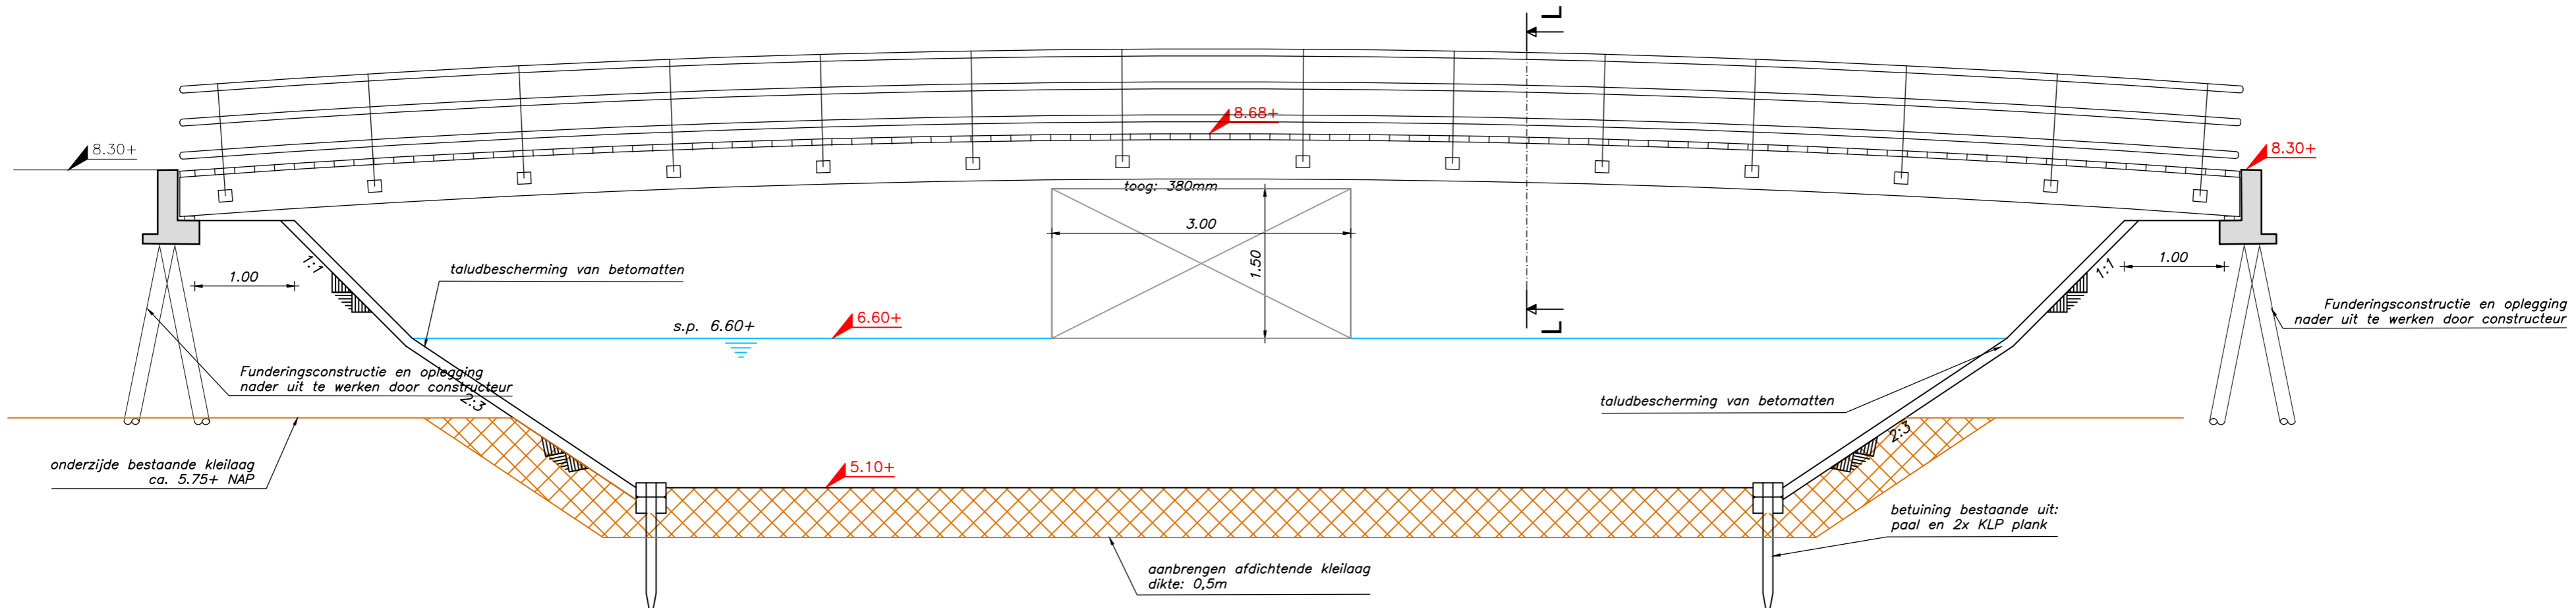 8.68+
8.30+
8.30+
toog: 380mm
3.00
1.50
1:1
1:1
1.00
1.00
taludbescherming van betomatten
s.p. 6.60+
6.60+
Funderingsconstructie en oplegging
nader uit te werken door constructeur
Funderingsconstructie en oplegging
nader uit te werken door constructeur
2:3
taludbescherming van betomatten
2:3
onderzijde bestaande kleilaag
ca. 5.75+ NAP
5.10+
betuining bestaande uit:
paal en 2x KLP plank
aanbrengen afdichtende kleilaag
dikte: 0,5m